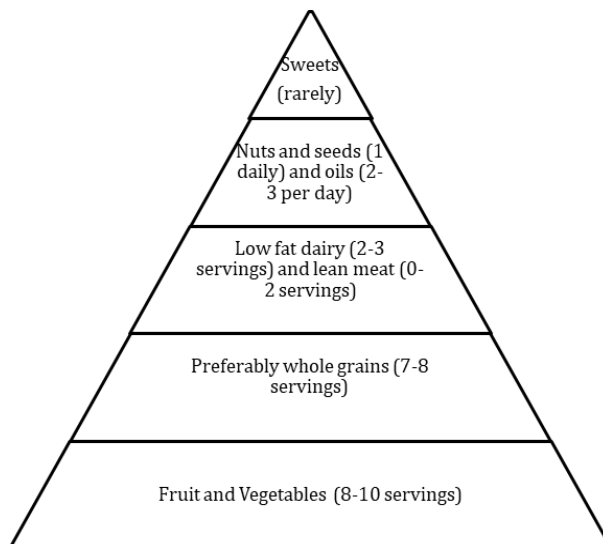 Sweets
(rarely)
Nuts and seeds (1
daily) and oils (2-
3 per day)
Low fat dairy (2-3
servings) and lean meat (0-
2 servings)
Preferably whole grains (7-8
servings)
Fruit and Vegetables (8-10 servings)